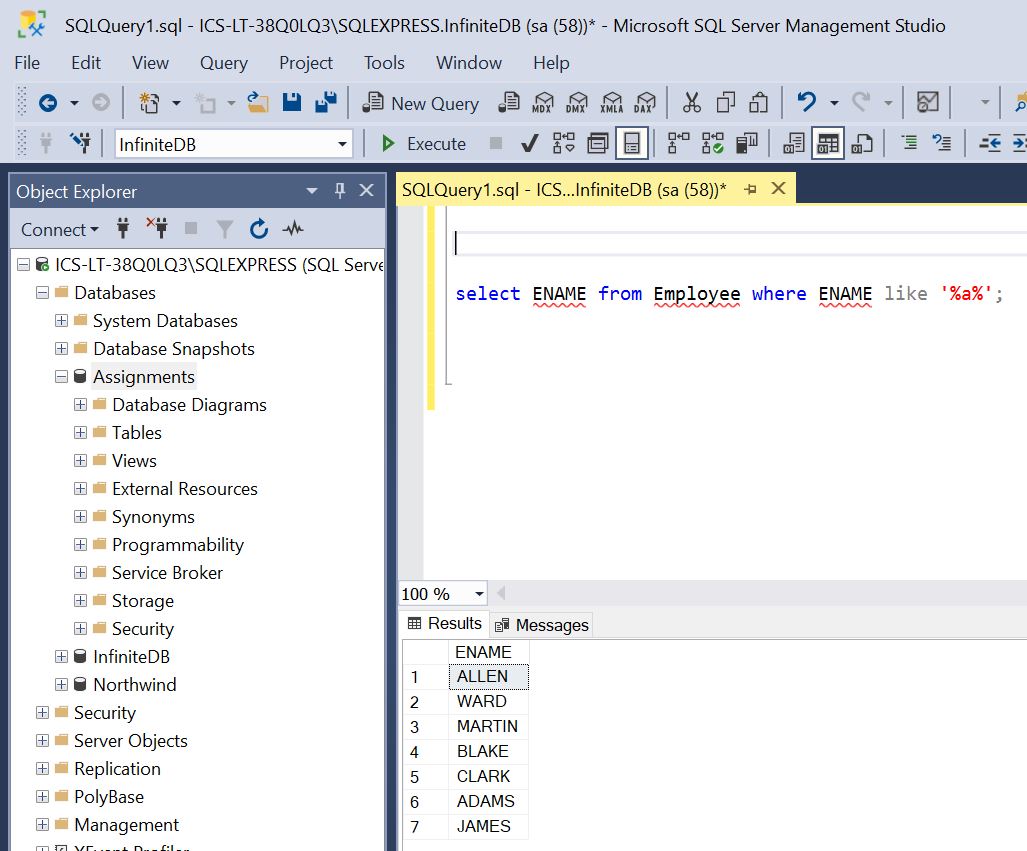 SQLQuery1.sql - ICS-LT-38Q0LQ3\SQLEXPRESS.InfiniteDB (sa (58))* - Microsoft SQL Server Management Studio
File Edit View Query Project Tools Window Help
New Query MDX DMX XMLA DAX
InfiniteDB Execute
Object Explorer
SQLQuery1.sql - ICS...InfiniteDB (sa (58))*
Connect
ICS-LT-38Q0LQ3\SQLEXPRESS (SQL Serve
Databases
System Databases
Database Snapshots
Assignments
Database Diagrams
Tables
Views
External Resources
Synonyms
Programmability
Service Broker
Storage
Security
InfiniteDB
Northwind
Security
Server Objects
Replication
PolyBase
Management
XEvent Profiler
select ENAME from Employee where ENAME like '%a%';
100 %
Results Messages
ENAME
1 ALLEN
2 WARD
3 MARTIN
4 BLAKE
5 CLARK
6 ADAMS
7 JAMES